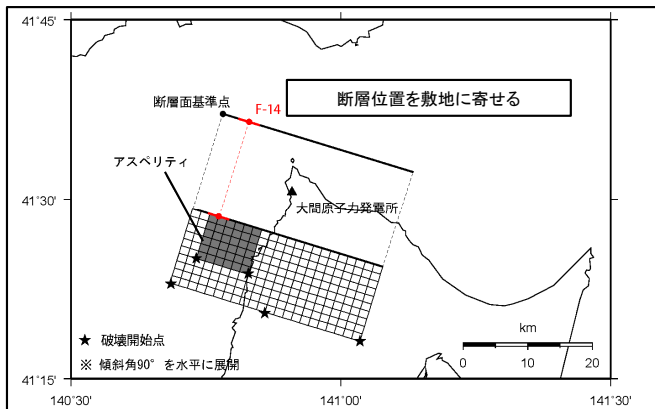 41°45'
断層面基準点
F-14
断層位置を敷地に寄せる
アスペリティ
41°30'
大間原子力発電所
★ 破壊開始点
※ 傾斜角90°を水平に展開
km
0 10 20
41°15'
140°30' 141°00' 141°30'